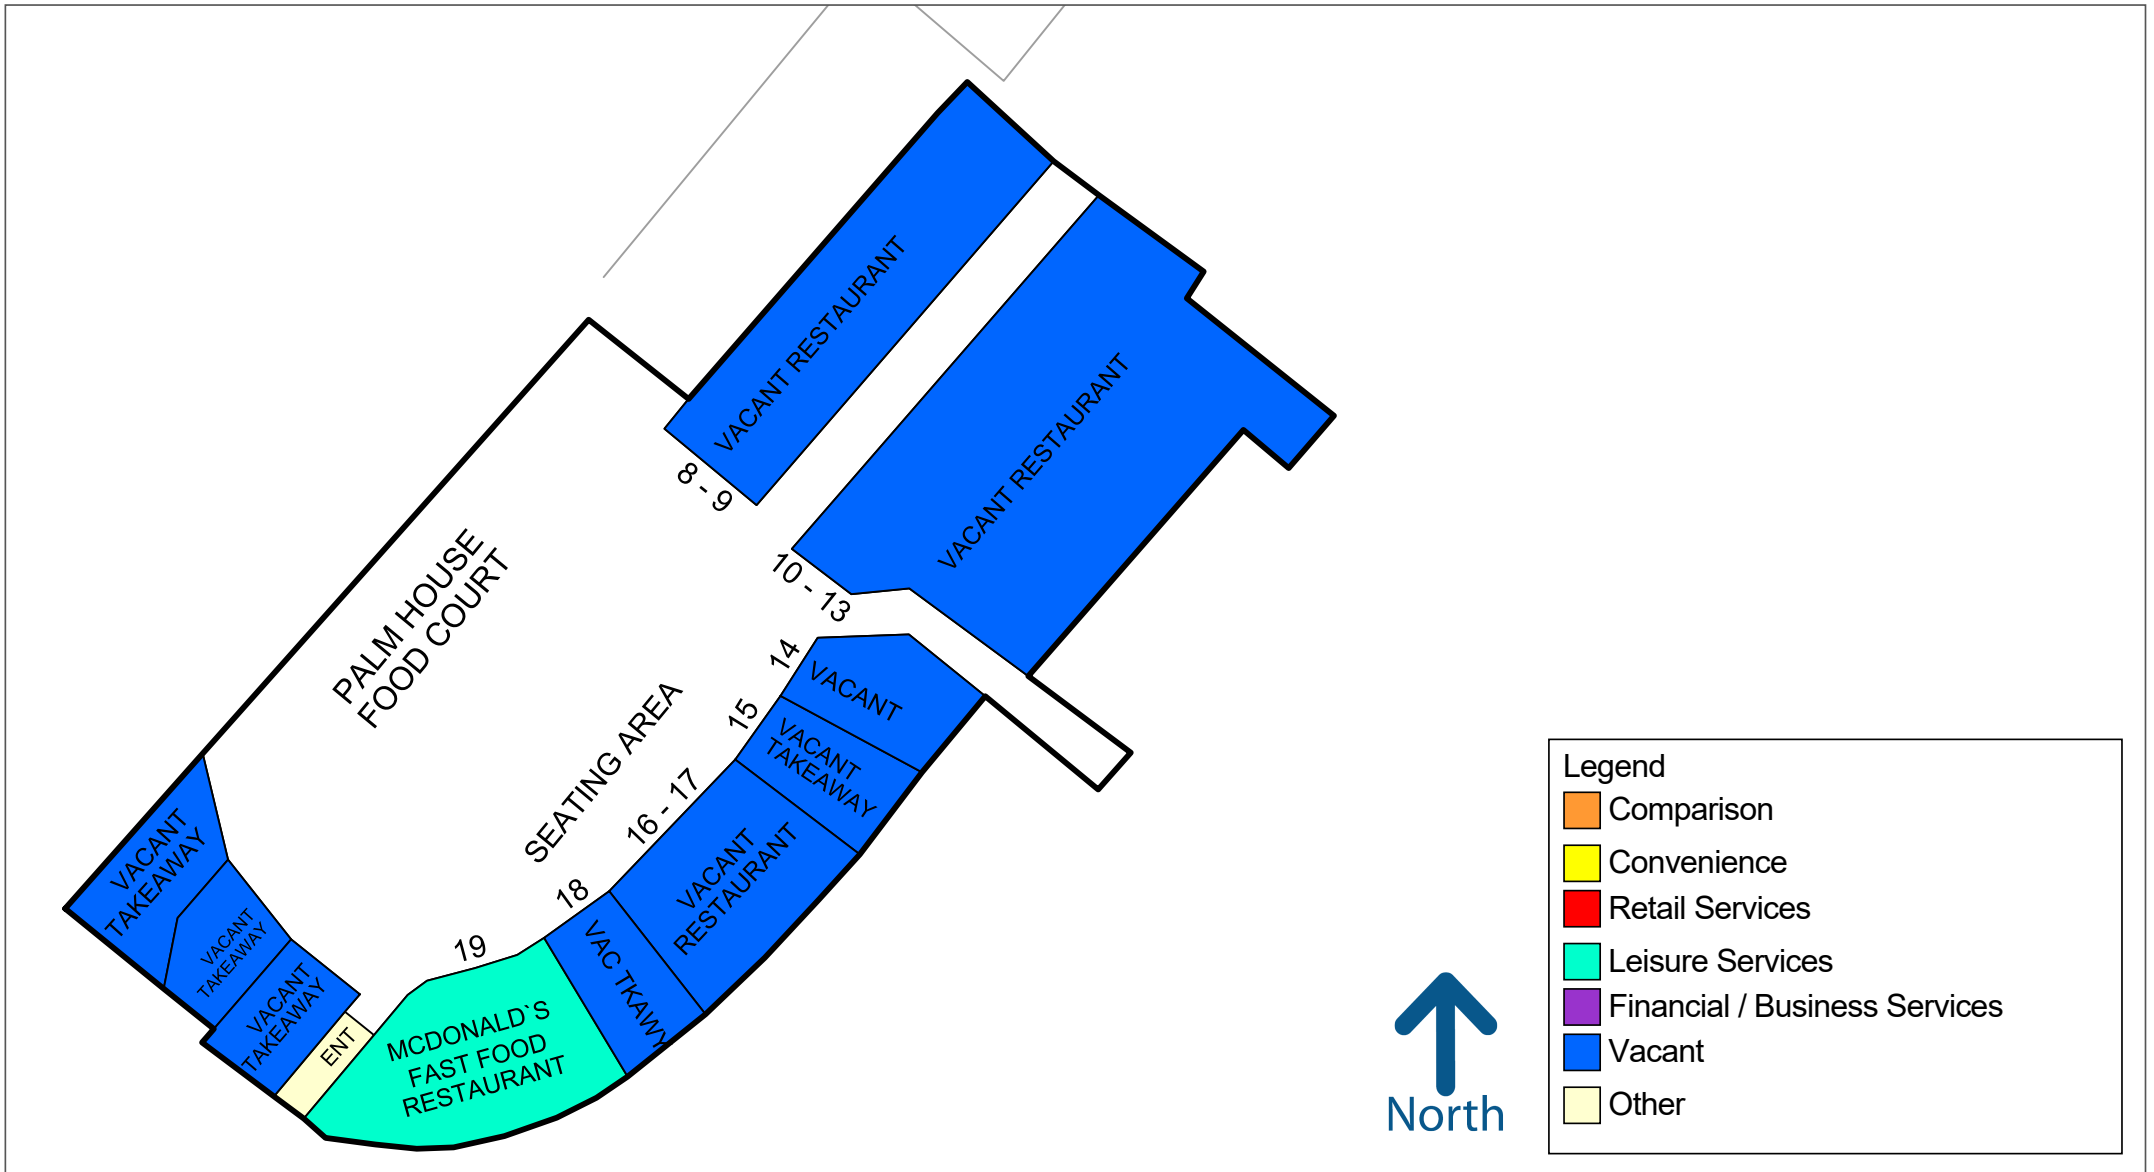 VACANT RESTAURANT
8 - 9
VACANT RESTAURANT
10 - 13
PALM HOUSE
FOOD COURT
SEATING AREA
14
VACANT
15
VACANT
TAKEAWAY
16 - 17
VACANT
RESTAURANT
18
VAC TKAWY
19
MCDONALD`S
FAST FOOD
RESTAURANT
ENT
VACANT
TAKEAWAY
VACANT
TAKEAWAY
VACANT
TAKEAWAY
North
Legend
Comparison
Convenience
Retail Services
Leisure Services
Financial / Business Services
Vacant
Other